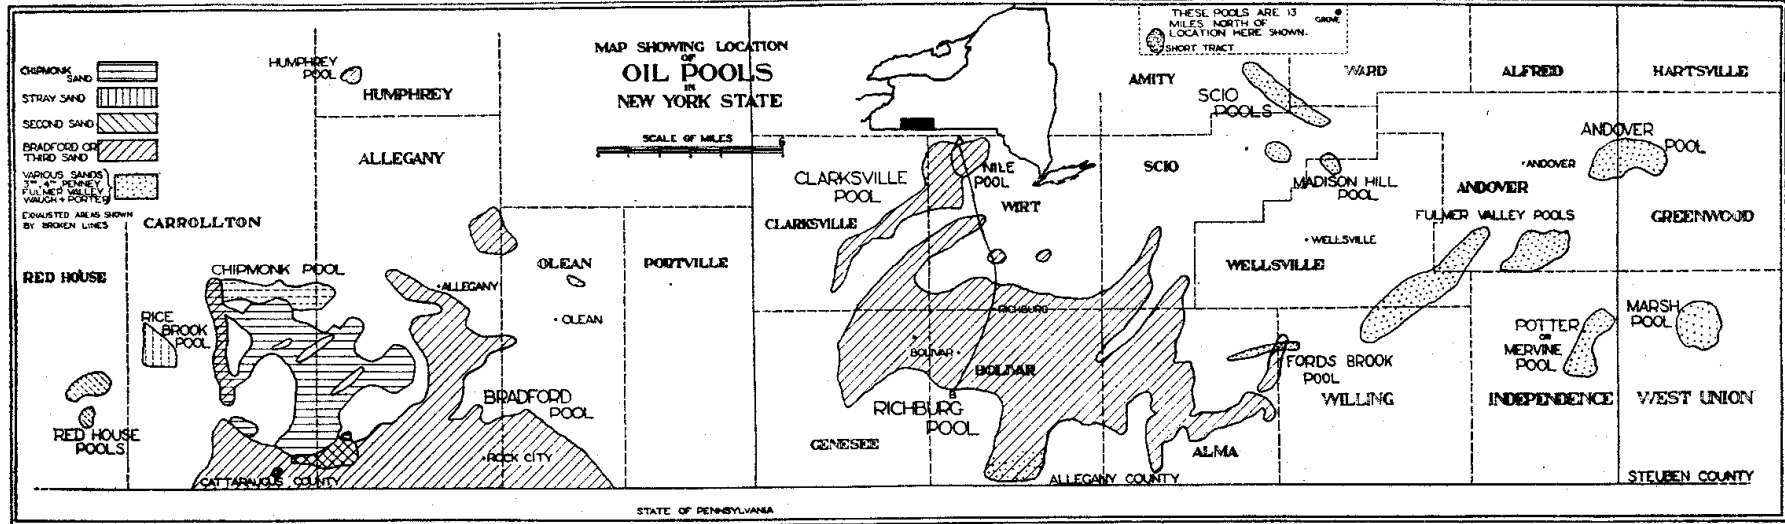 MAP SHOWING LOCATION
OF
OIL POOLS
IN
NEW YORK STATE
SCALE OF MILES
6
THESE POOLS ARE 13
MILES NORTH OF
LOCATION HERE SHOWN.
GROVE
SHORT TRACT
CHIPMONK
SAND
STRAY SAND
SECOND SAND
BRADFORD OR
THIRD SAND
VARIOUS SANDS
3RD, 4TH, PENNEY
FULMER VALLEY
WAUGH & PORTER
EXHAUSTED AREAS SHOWN
BY BROKEN LINES
HUMPHREY
POOL
HUMPHREY
ALLEGANY
CARROLLTON
RED HOUSE
CHIPMONK POOL
RICE
BROOK
POOL
RED HOUSE
POOLS
ALLEGANY
OLEAN
OLEAN
PORTVILLE
BRADFORD
POOL
ROCK CITY
CATTARAUGUS COUNTY
CLARKSVILLE
POOL
CLARKSVILLE
NILE
POOL
WIRT
RICHBURG
BOLIVAR
BOLIVAR
B
RICHBURG
POOL
GENESEE
ALLEGANY COUNTY
ALMA
AMITY
WARD
ALFRED
HARTSVILLE
SCIO
POOLS
SCIO
MADISON HILL
POOL
ANDOVER
POOL
ANDOVER
ANDOVER
FULMER VALLEY POOLS
GREENWOOD
WELLSVILLE
WELLSVILLE
FORDS BROOK
POOL
WILLING
POTTER
OR
MERVINE
POOL
INDEPENDENCE
MARSH
POOL
WEST UNION
STEUBEN COUNTY
STATE OF PENNSYLVANIA